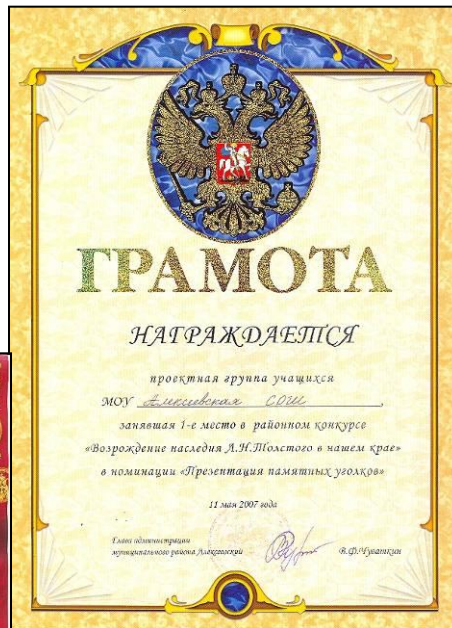 ГРАМОТА
НАГРАЖДАЕТСЯ
проектная группа учащихся
МОУ Алексеевская СОШ,
занявшая 1-е место в районном конкурсе
«Возрождение наследия А.Н.Толстого в нашем крае»
в номинации «Презентация памятных уголков»
11 мая 2007 года
Глава администрации
муниципального района Алексеевский В.Ф.Чуваткин